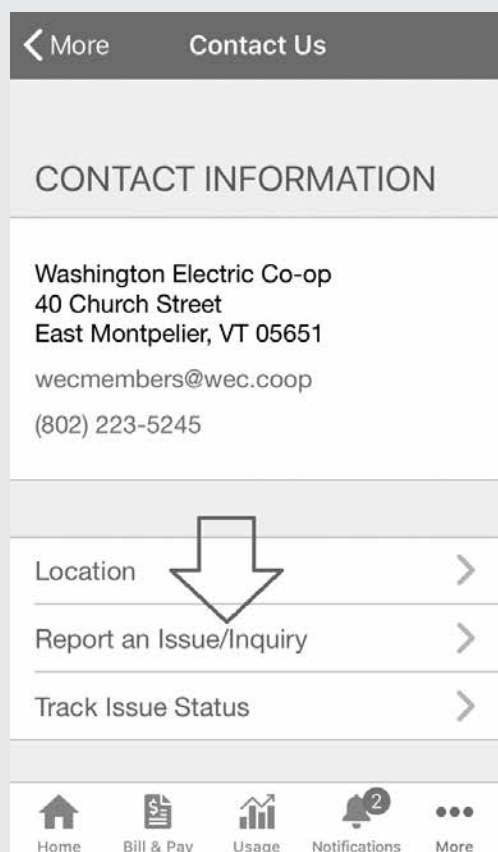 More
Contact Us
CONTACT INFORMATION
Washington Electric Co-op
40 Church Street
East Montpelier, VT 05651
wecmembers@wec.coop
(802) 223-5245
Location
Report an Issue/Inquiry
Track Issue Status
2
Home
Bill & Pay
Usage
Notifications
More